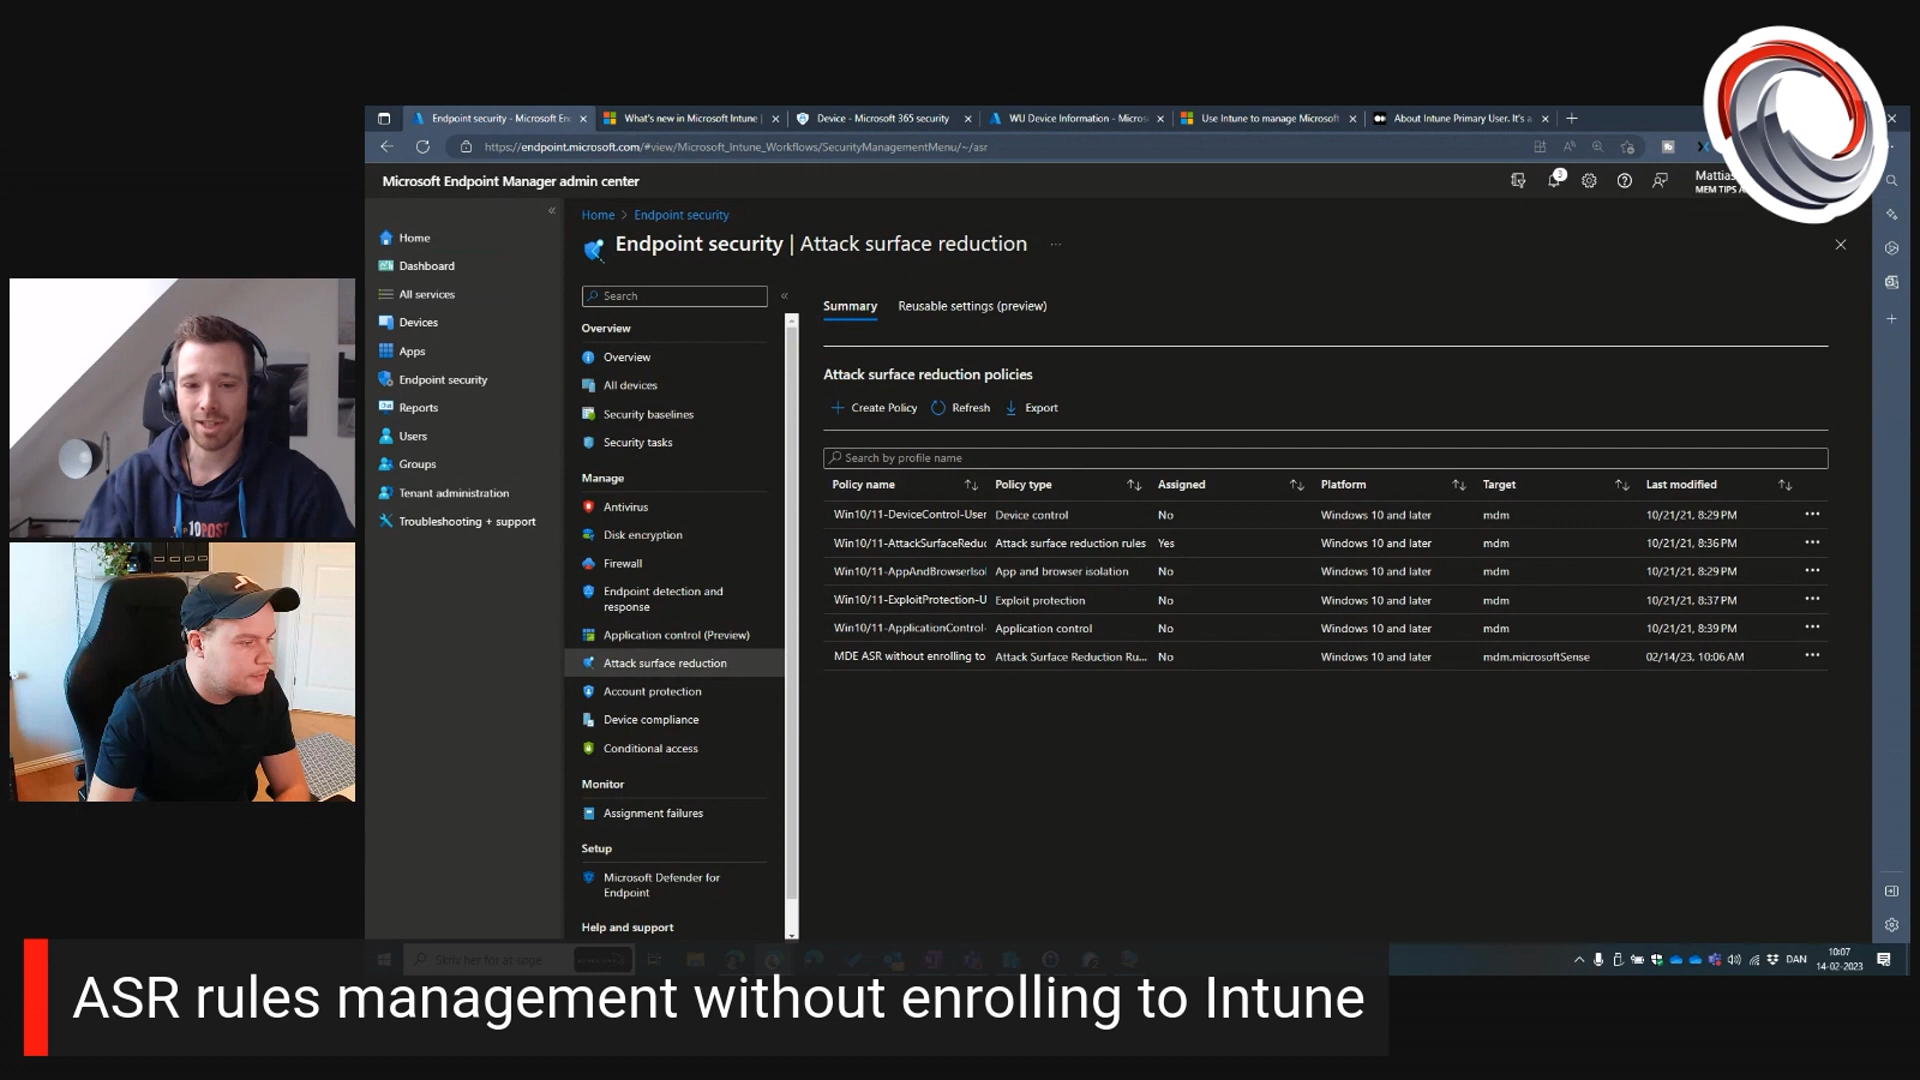 Endpoint security - Microsoft En
What's new in Microsoft Intune |
Device - Microsoft 365 security
WU Device Information - Micros
Use Intune to manage Microsoft
About Intune Primary User. It's a
https://endpoint.microsoft.com/#view/Microsoft_Intune_Workflows/SecurityManagementMenu/~/asr
Microsoft Endpoint Manager admin center
3
Mattias
MEM TIPS A
Home
Dashboard
All services
Devices
Apps
Endpoint security
Reports
Users
Groups
Tenant administration
Troubleshooting + support
Home > Endpoint security
Endpoint security | Attack surface reduction
Search
Overview
Overview
All devices
Security baselines
Security tasks
Manage
Antivirus
Disk encryption
Firewall
Endpoint detection and
response
Application control (Preview)
Attack surface reduction
Account protection
Device compliance
Conditional access
Monitor
Assignment failures
Setup
Microsoft Defender for
Endpoint
Help and support
Summary Reusable settings (preview)
Attack surface reduction policies
Create Policy Refresh Export
Search by profile name
Policy name Policy type Assigned Platform Target Last modified
Win10/11-DeviceControl-User Device control No Windows 10 and later mdm 10/21/21, 8:29 PM
Win10/11-AttackSurfaceReduc Attack surface reduction rules Yes Windows 10 and later mdm 10/21/21, 8:36 PM
Win10/11-AppAndBrowserIsol App and browser isolation No Windows 10 and later mdm 10/21/21, 8:29 PM
Win10/11-ExploitProtection-U Exploit protection No Windows 10 and later mdm 10/21/21, 8:37 PM
Win10/11-ApplicationControl- Application control No Windows 10 and later mdm 10/21/21, 8:39 PM
MDE ASR without enrolling to Attack Surface Reduction Ru... No Windows 10 and later mdm.microsoftSense 02/14/23, 10:06 AM
10POST
Skriv her for at søge
DAN
10:07
14-02-2023
ASR rules management without enrolling to Intune